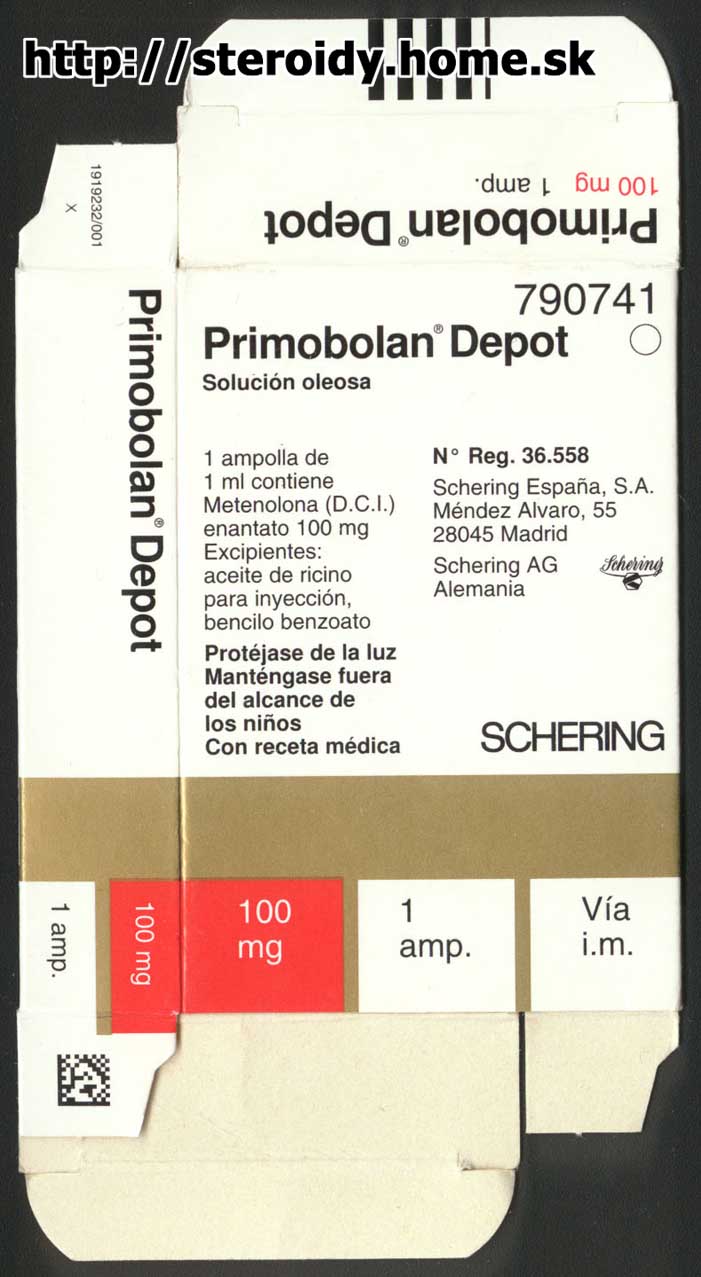 http://steroidy.home.sk
100 mg 1 amp.
Primobolan® Depot
1919232/001
X
Primobolan® Depot
790741
Primobolan® Depot
Solución oleosa
1 ampolla de
1 ml contiene
Metenolona (D.C.I.)
enantato 100 mg
Excipientes:
aceite de ricino
para inyección,
bencilo benzoato
Protéjase de la luz
Manténgase fuera
del alcance de
los niños
Con receta médica
N° Reg. 36.558
Schering España, S.A.
Méndez Alvaro, 55
28045 Madrid
Schering AG
Alemania
Schering
SCHERING
1 amp.
100 mg
100
mg
1
amp.
Vía
i.m.